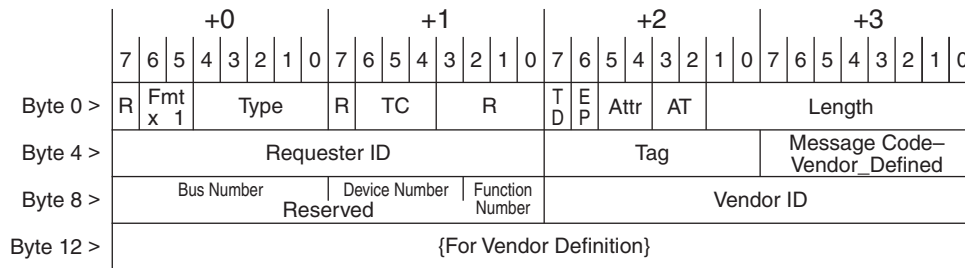 +0 +1 +2 +3
7 6 5 4 3 2 1 0 7 6 5 4 3 2 1 0 7 6 5 4 3 2 1 0 7 6 5 4 3 2 1 0
Byte 0 > R Fmt x 1 Type R TC R TD EP Attr AT Length
Byte 4 > Requester ID Tag Message Code– Vendor_Defined
Byte 8 > Bus Number Device Number Function Number Reserved Vendor ID
Byte 12 > {For Vendor Definition}